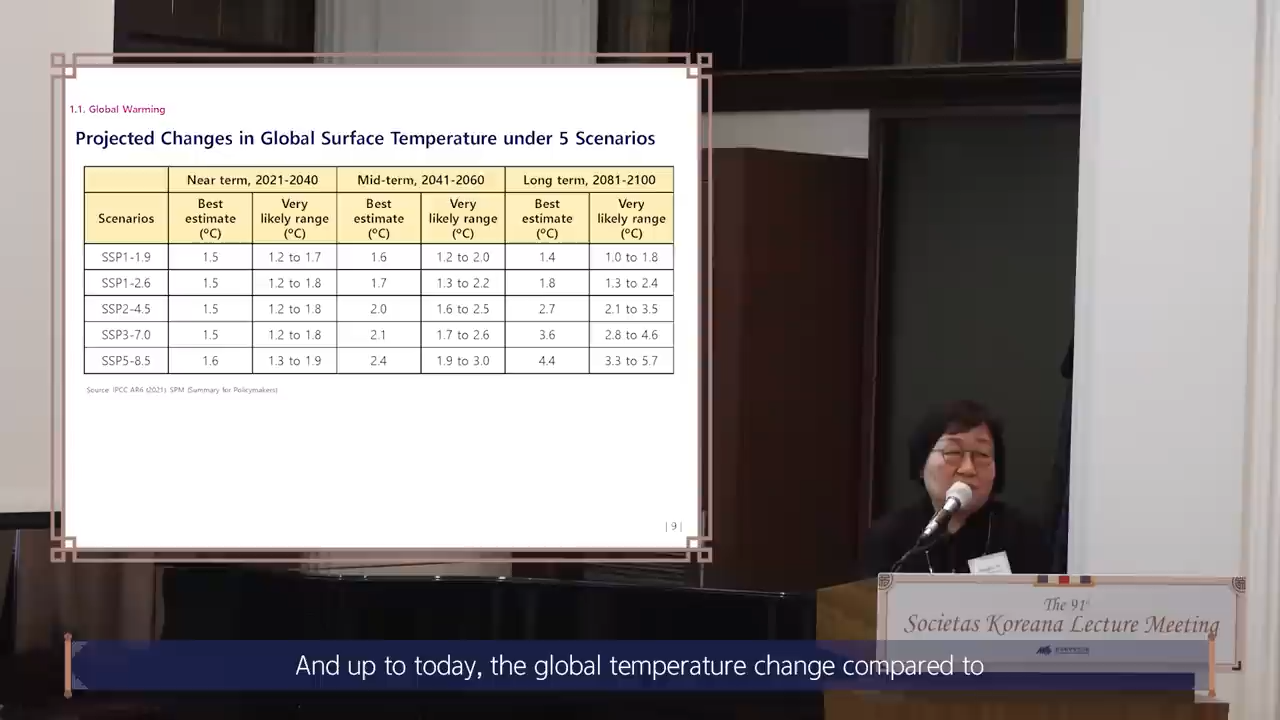 1.1. Global Warming
Projected Changes in Global Surface Temperature under 5 Scenarios
Near term, 2021-2040 Mid-term, 2041-2060 Long term, 2081-2100
Scenarios Best estimate (ºC) Very likely range (ºC) Best estimate (ºC) Very likely range (ºC) Best estimate (ºC) Very likely range (ºC)
SSP1-1.9 1.5 1.2 to 1.7 1.6 1.2 to 2.0 1.4 1.0 to 1.8
SSP1-2.6 1.5 1.2 to 1.8 1.7 1.3 to 2.2 1.8 1.3 to 2.4
SSP2-4.5 1.5 1.2 to 1.8 2.0 1.6 to 2.5 2.7 2.1 to 3.5
SSP3-7.0 1.5 1.2 to 1.8 2.1 1.7 to 2.6 3.6 2.8 to 4.6
SSP5-8.5 1.6 1.3 to 1.9 2.4 1.9 to 3.0 4.4 3.3 to 5.7
Source: IPCC AR6 (2021) SPM (Summary for Policymakers)
| 9 |
The 91st
Societas Koreana Lecture Meeting
And up to today, the global temperature change compared to